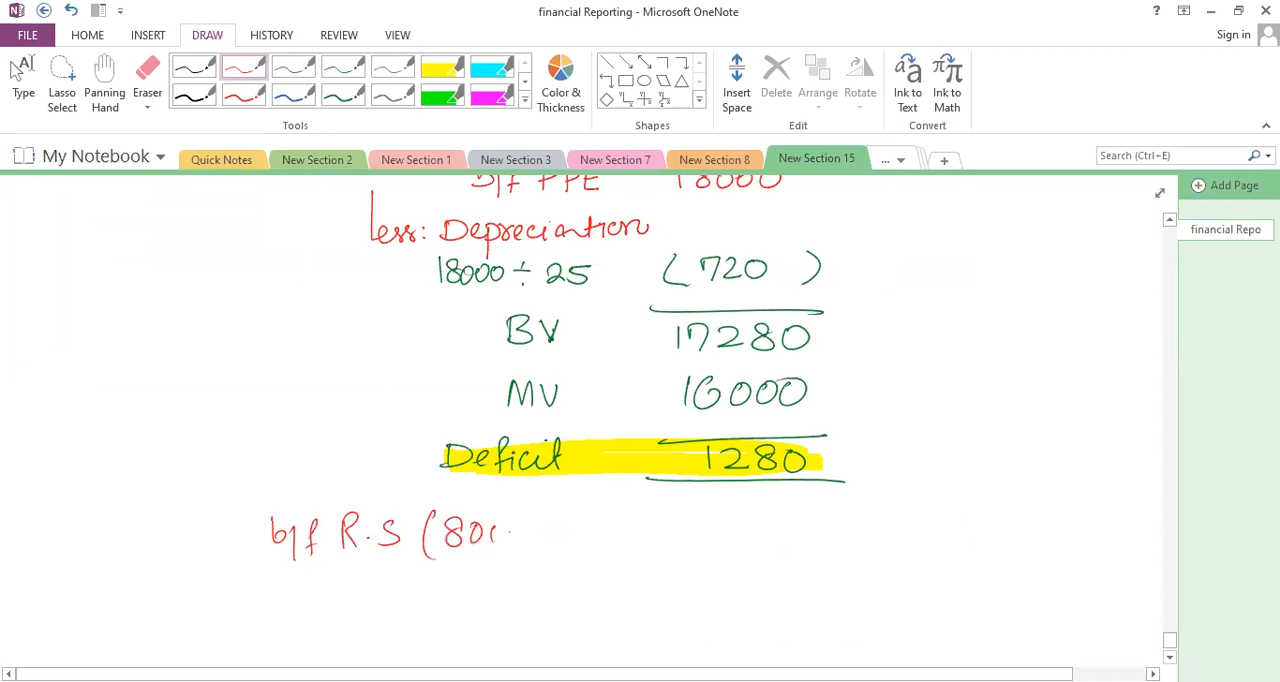 financial Reporting - Microsoft OneNote
?
FILE HOME INSERT DRAW HISTORY REVIEW VIEW
Sign in
Type
Lasso Select
Panning Hand
Eraser
Color & Thickness
Insert Space
Delete
Arrange
Rotate
Ink to Text
Ink to Math
Tools
Shapes
Edit
Convert
My Notebook
Quick Notes
New Section 2
New Section 1
New Section 3
New Section 7
New Section 8
New Section 15
...
Search (Ctrl+E)
Add Page
financial Repo
b/f PPE 18000
less: Depreciation
18000 ÷ 25 (720)
BV 17280
MV 16000
Deficit 1280
b/f R.S (80